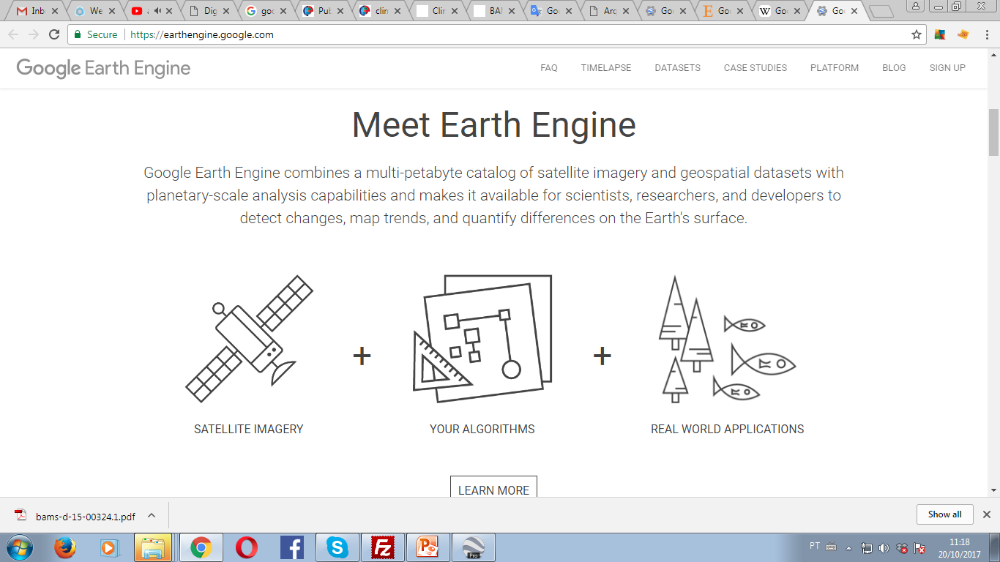 Inb
We
Dig
goo
Pub
clim
Clir
BAI
Goo
Arc
Goo
Goo
Goo
Goo
Secure
https://earthengine.google.com
Google Earth Engine
FAQ
TIMELAPSE
DATASETS
CASE STUDIES
PLATFORM
BLOG
SIGN UP
Meet Earth Engine
Google Earth Engine combines a multi-petabyte catalog of satellite imagery and geospatial datasets with
planetary-scale analysis capabilities and makes it available for scientists, researchers, and developers to
detect changes, map trends, and quantify differences on the Earth's surface.
+
+
SATELLITE IMAGERY
YOUR ALGORITHMS
REAL WORLD APPLICATIONS
LEARN MORE
bams-d-15-00324.1.pdf
Show all
Pro
PT
11:18
20/10/2017